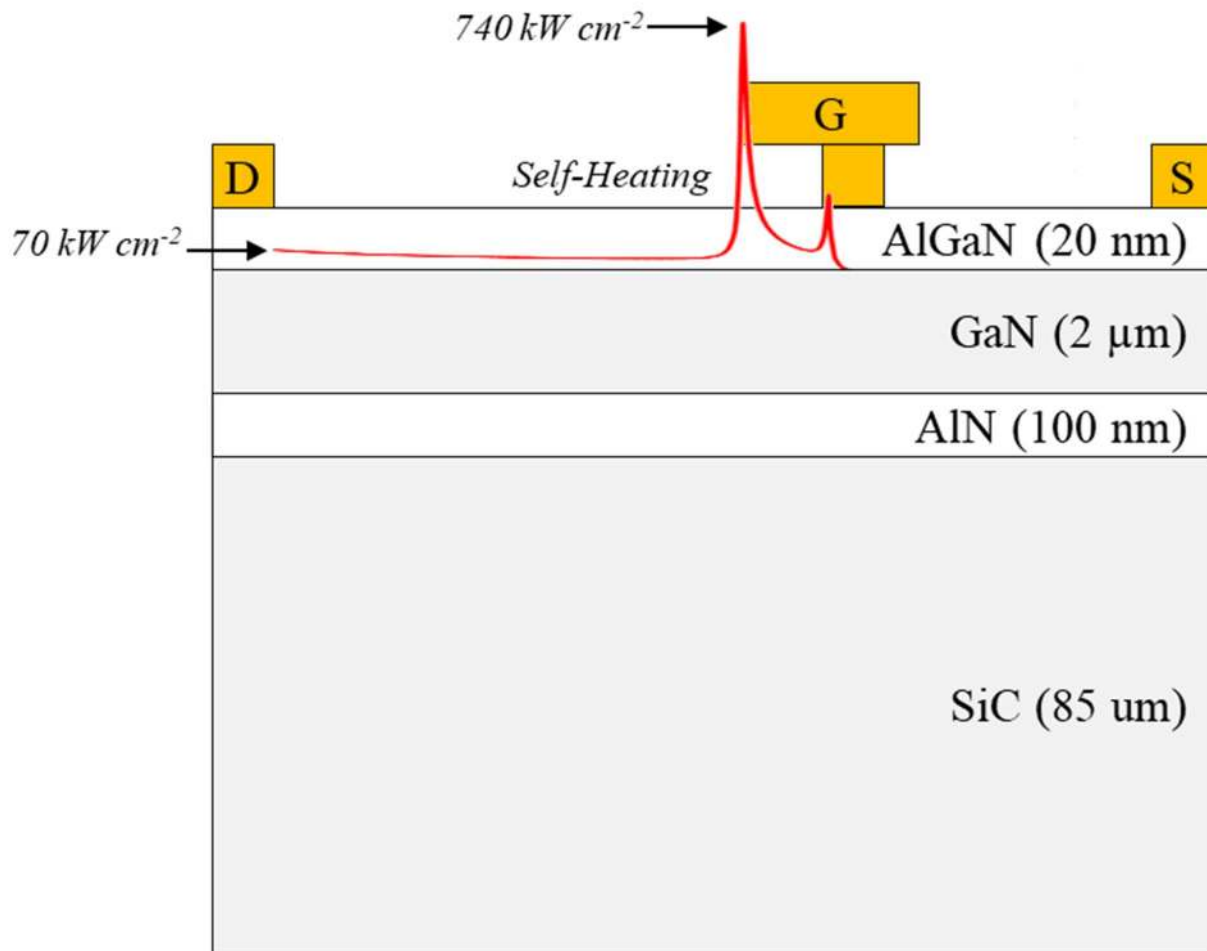 740 kW cm⁻²
G
D
Self-Heating
S
70 kW cm⁻²
AlGaN (20 nm)
GaN (2 µm)
AlN (100 nm)
SiC (85 um)